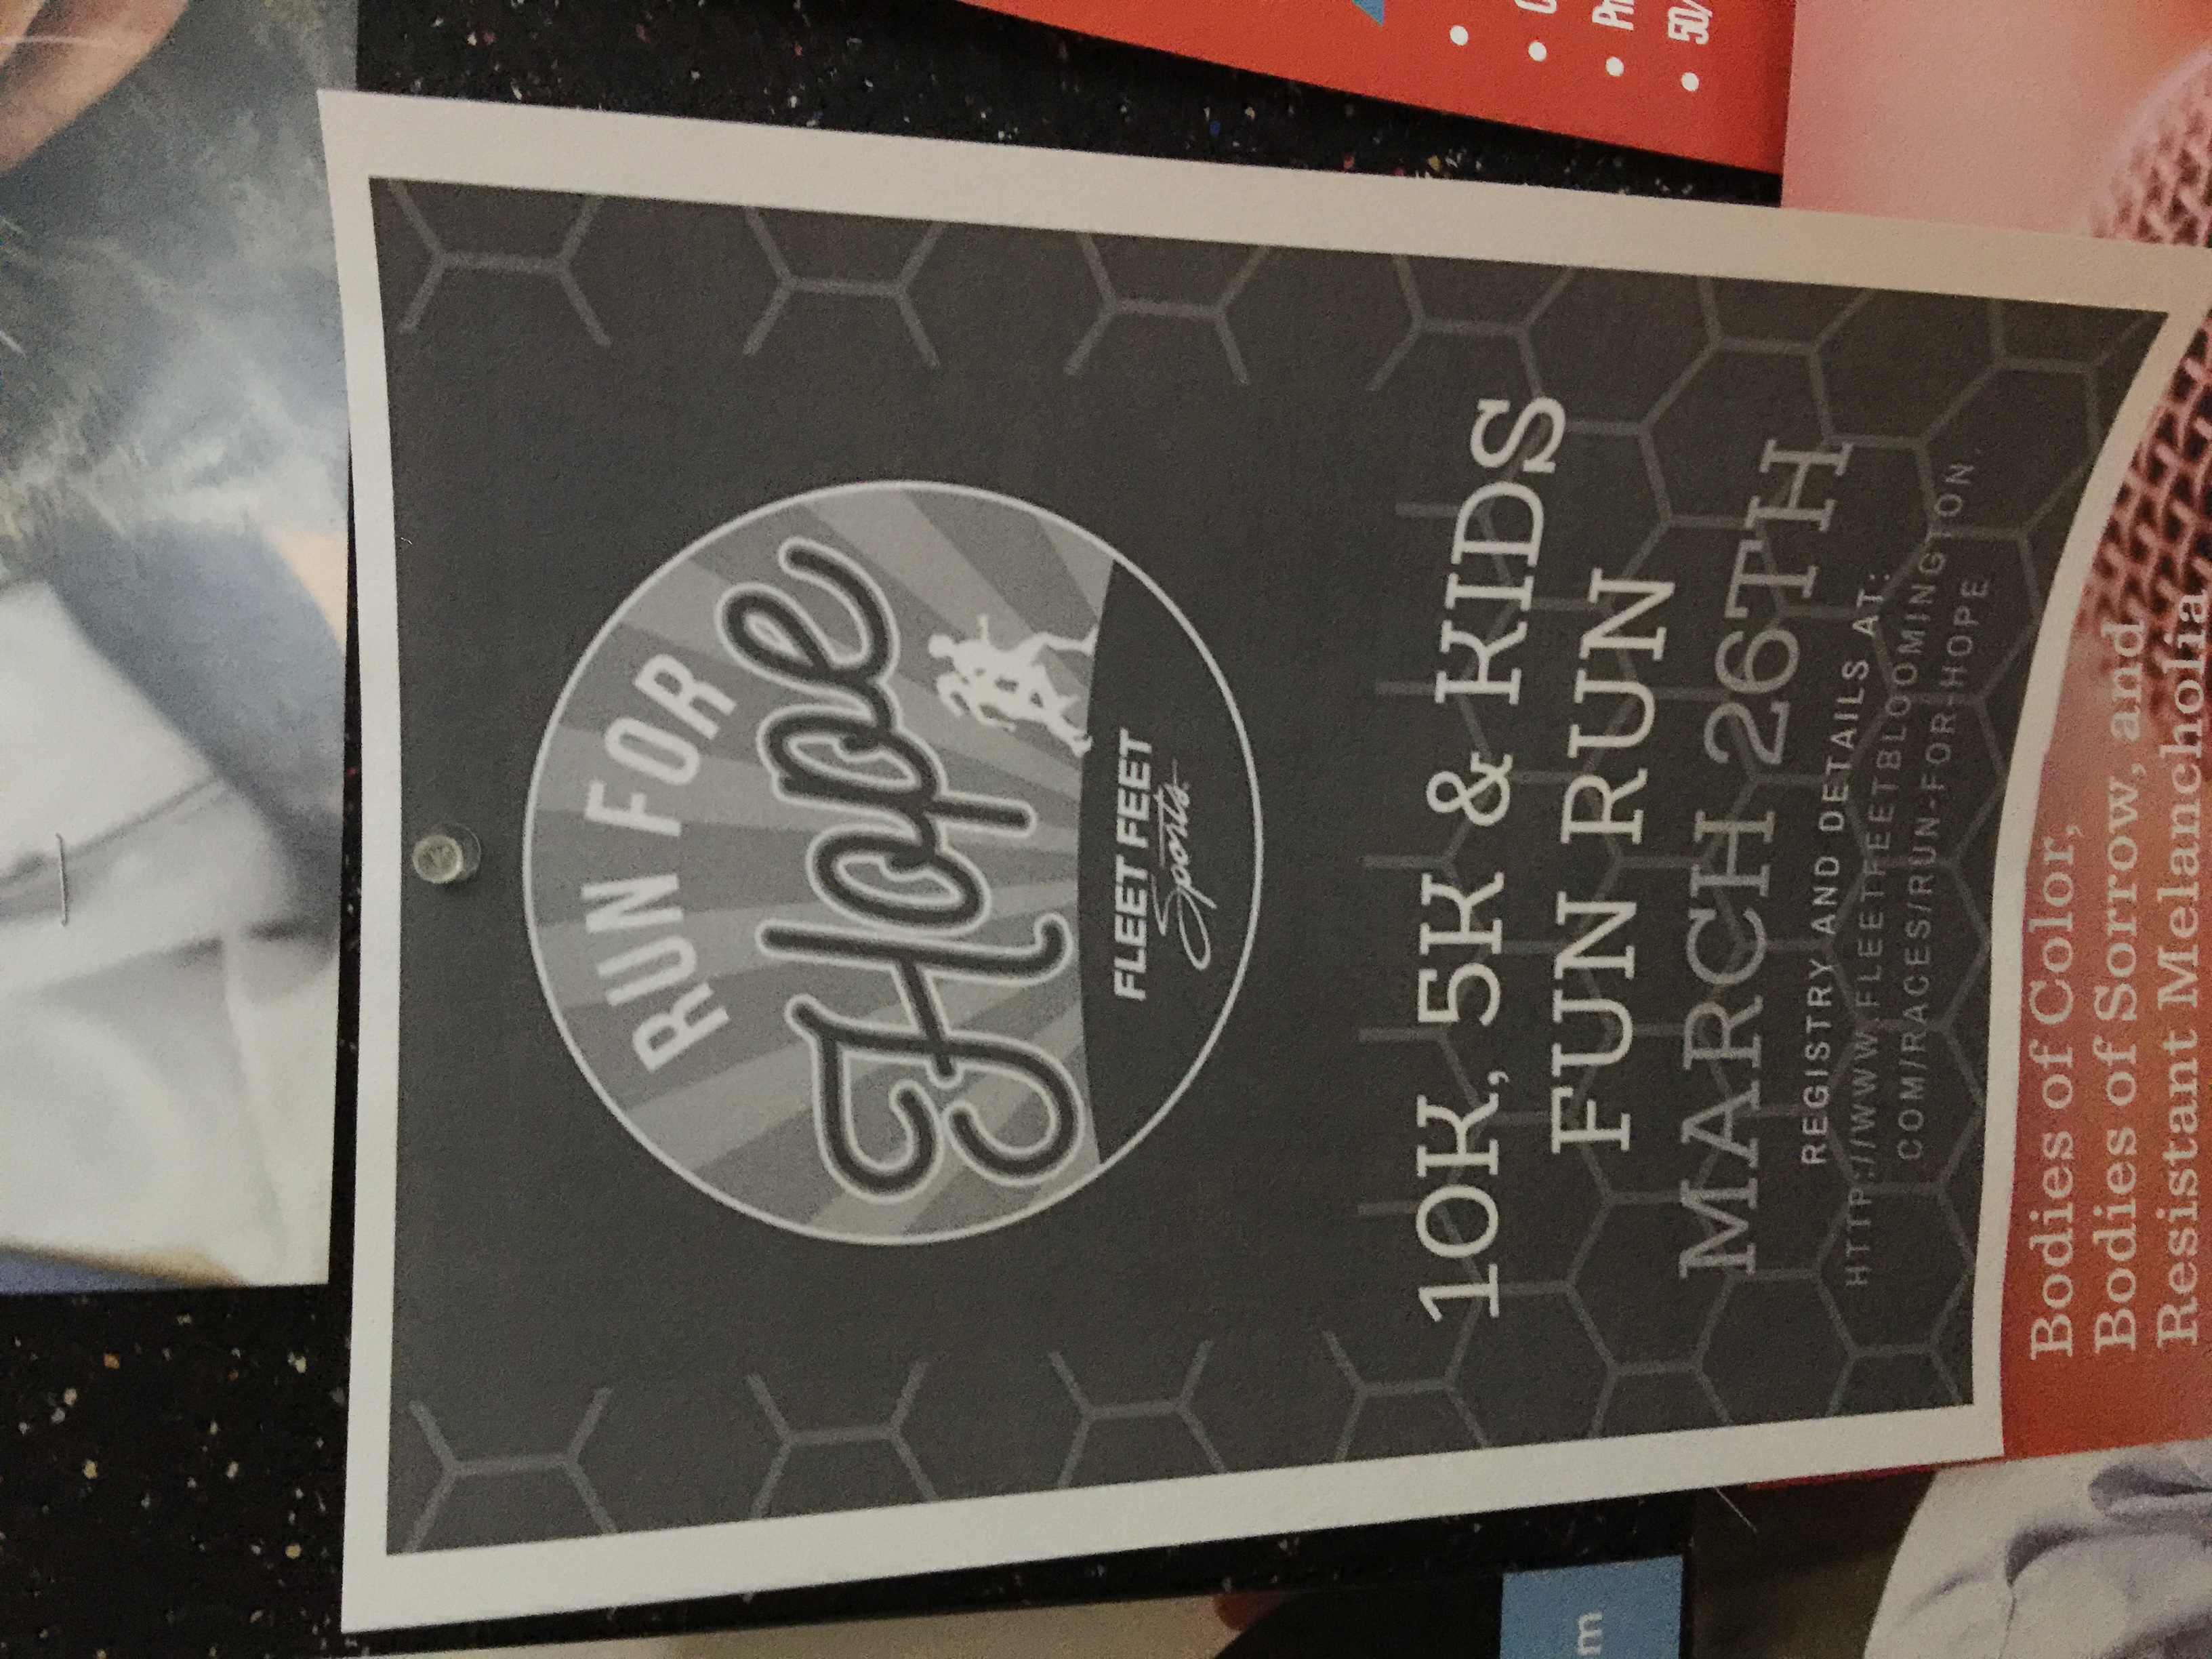 RUN FOR
Hope
FLEET FEET
Sports
10K, 5K & KIDS
FUN RUN
MARCH 26TH
REGISTRY AND DETAILS AT:
HTTP://WWW.FLEETFEETBLOOMINGTON.
COM/RACES/RUN-FOR-HOPE
Bodies of Color,
Bodies of Sorrow, and
Resistant Melancholia
m
50/